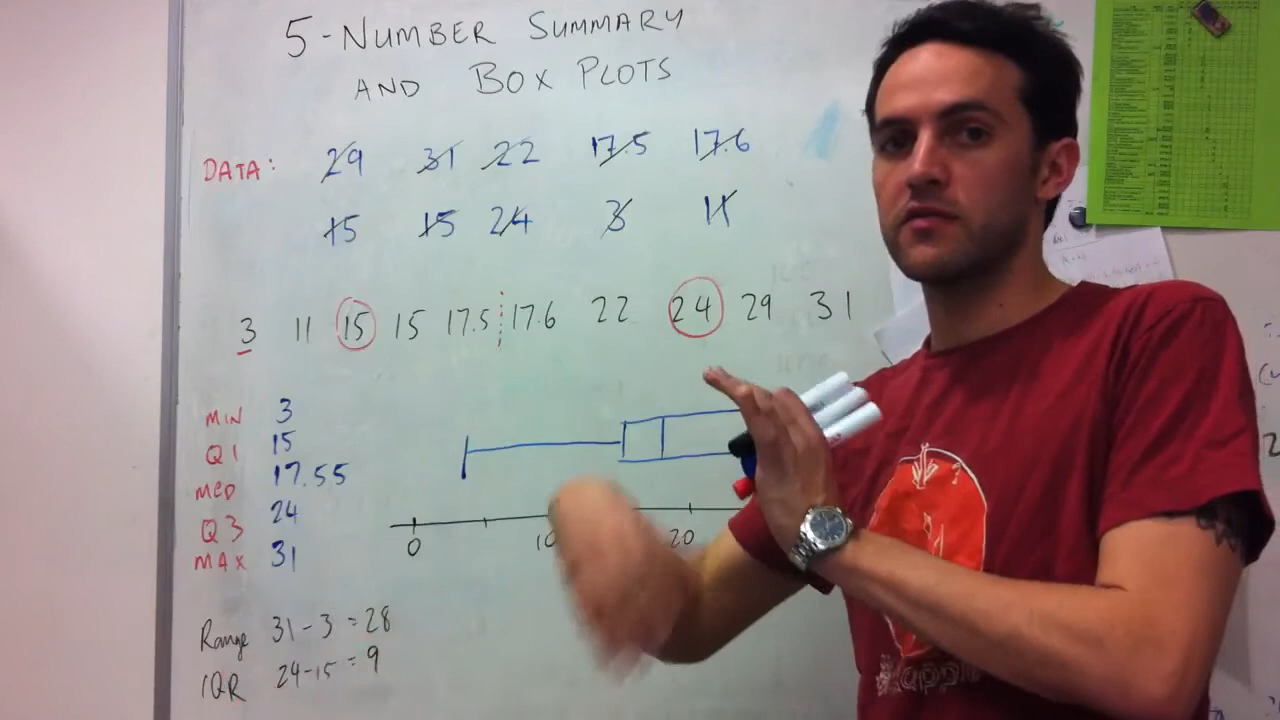 5-NUMBER SUMMARY
AND BOX PLOTS
DATA: 29 31 22 17.5 17.6
15 15 24 3 11
3 11 15 15 17.5 17.6 22 24 29 31
MIN 3
Q1 15
MED 17.55
Q3 24
MAX 31
0 10 20
Range 31-3=28
IQR 24-15=9